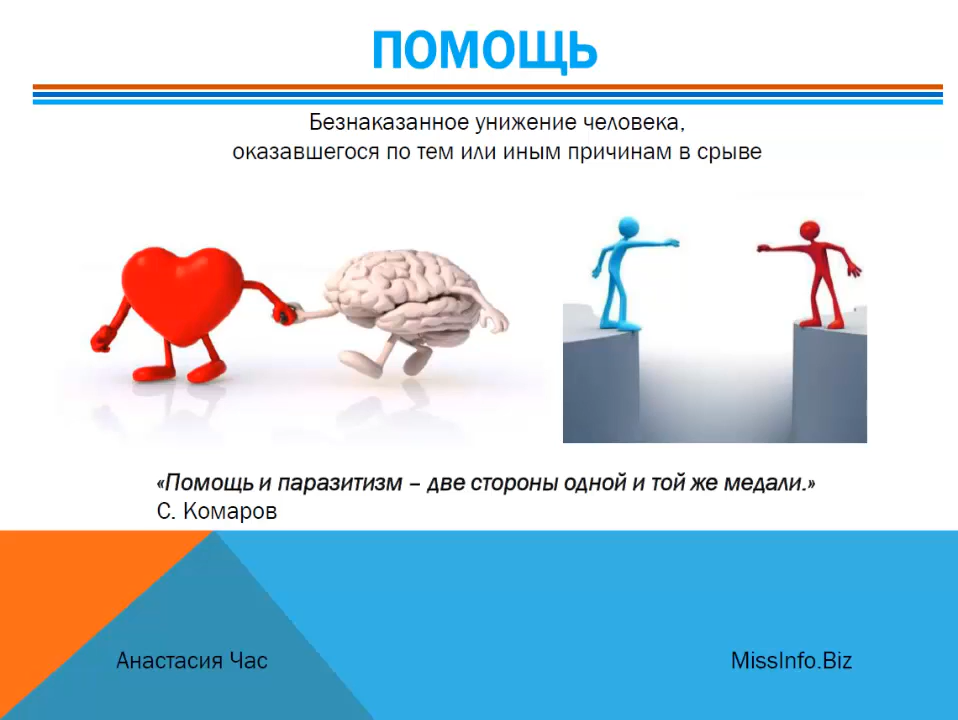 ПОМОЩЬ
Безнаказанное унижение человека,
оказавшегося по тем или иным причинам в срыве
«Помощь и паразитизм – две стороны одной и той же медали.»
С. Комаров
Анастасия Час
MissInfo.Biz